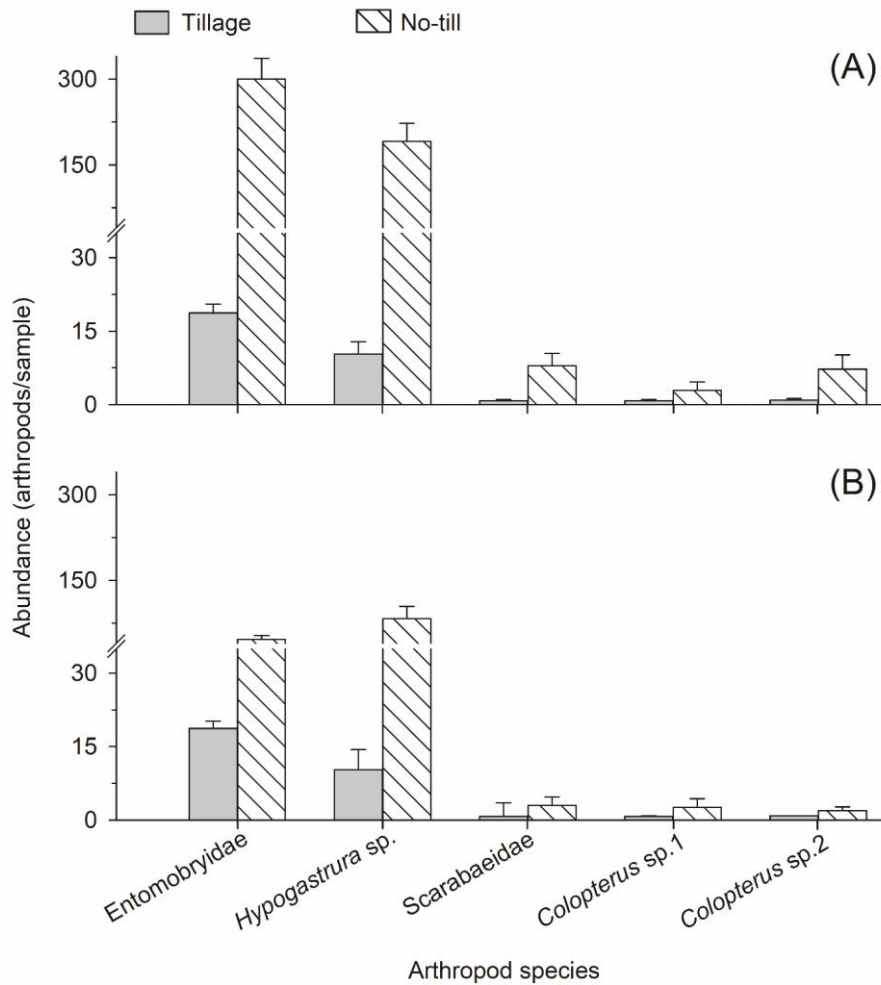 Tillage No-till
(A)
300
150
30
15
0
(B)
300
150
30
15
0
Abundance (arthropods/sample)
Entomobryidae
Hypogastrura sp.
Scarabaeidae
Colopterus sp.1
Colopterus sp.2
Arthropod species